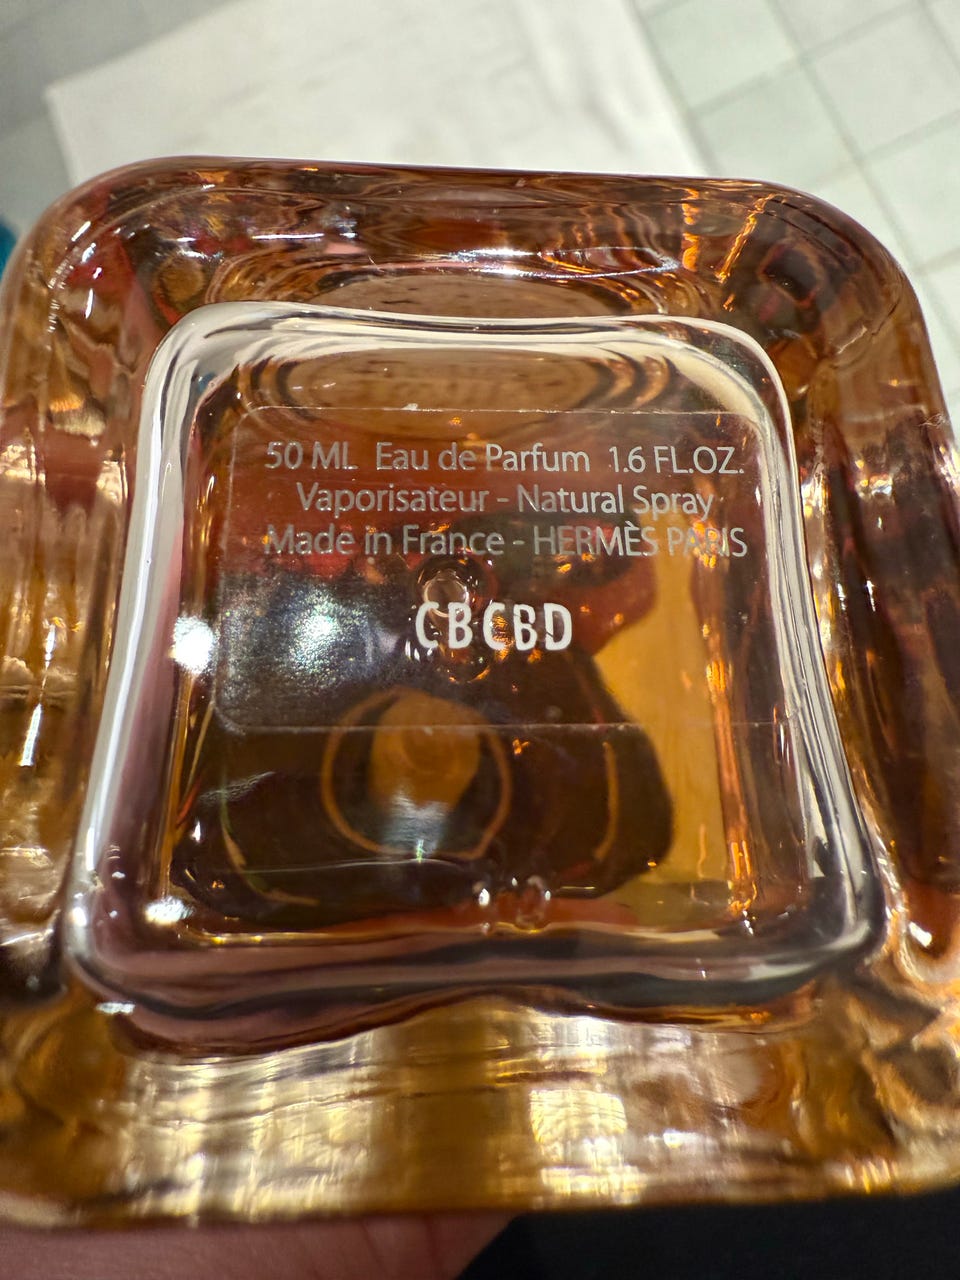 50 ML Eau de Parfum 1.6 FL.OZ.
Vaporisateur - Natural Spray
Made in France - HERMÈS PARIS
CBCBD